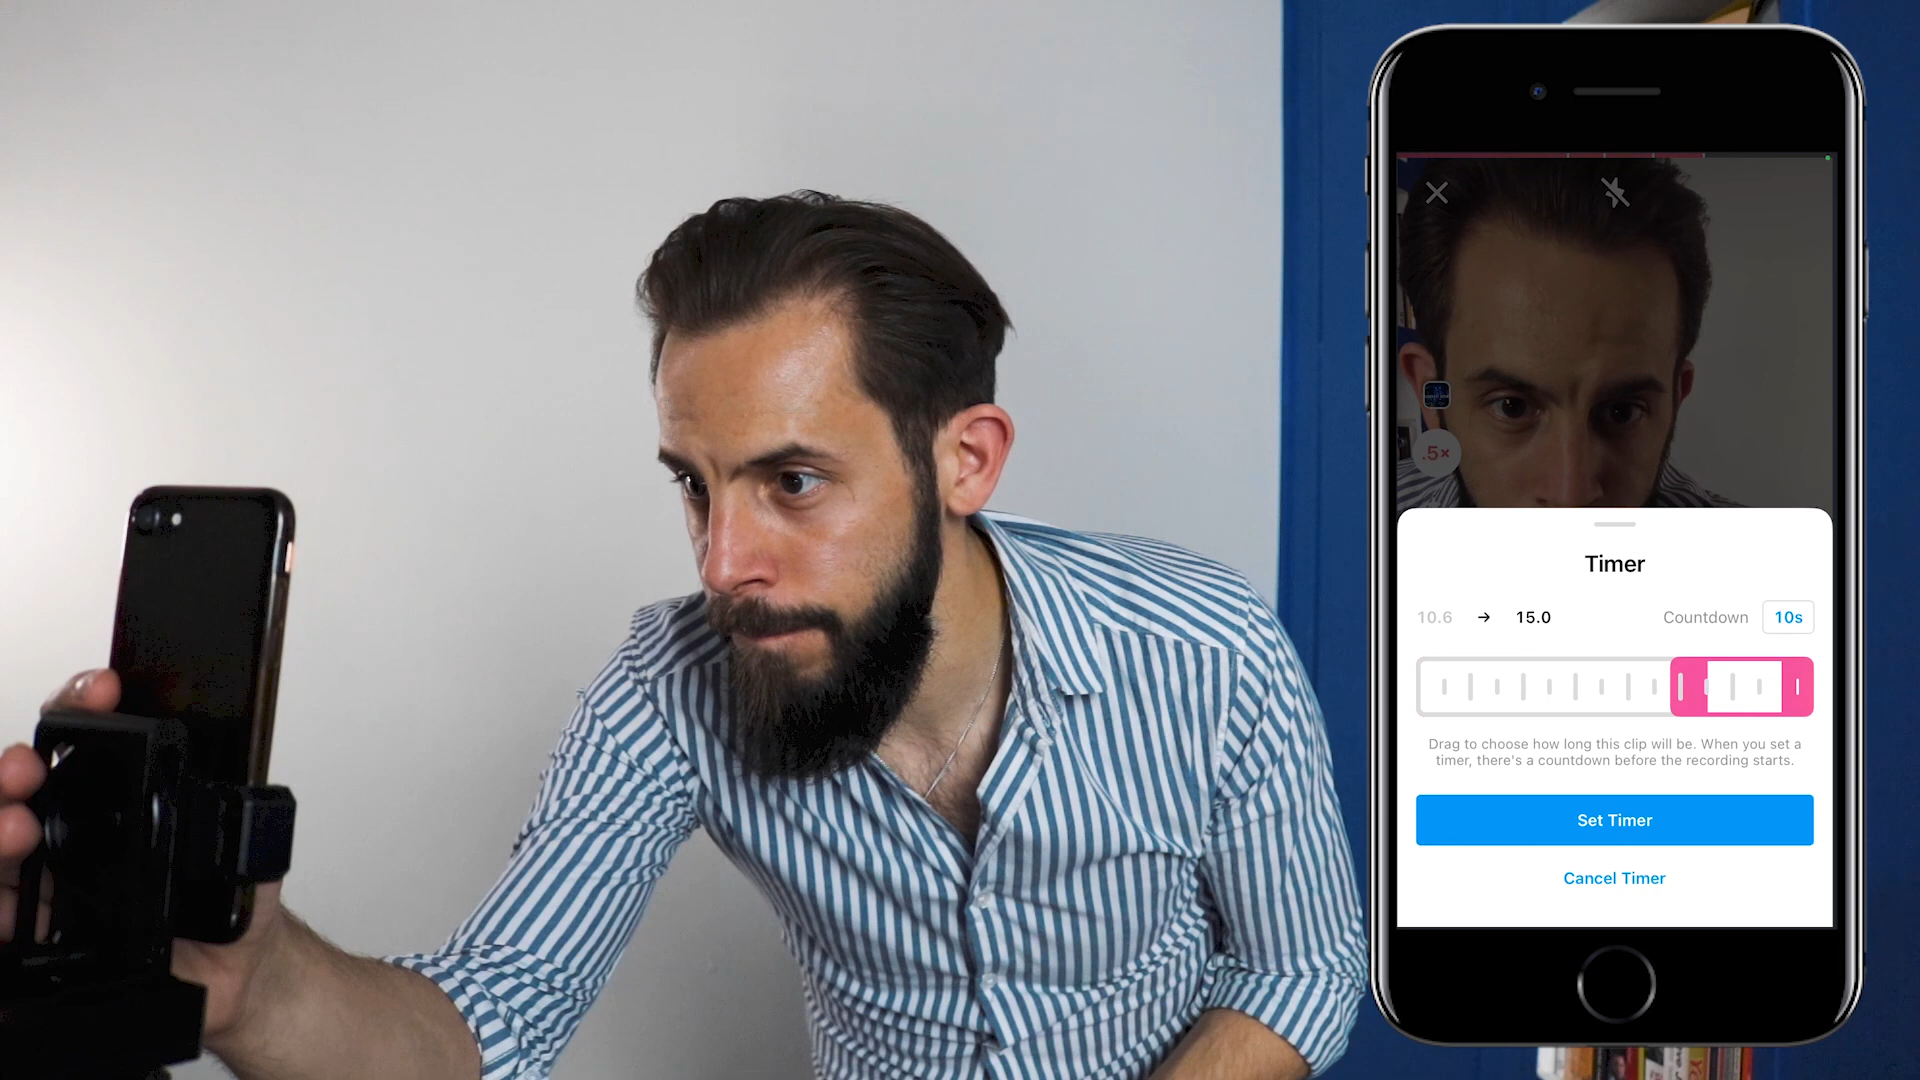 .5×
Timer
10.6 → 15.0 Countdown 10s
Drag to choose how long this clip will be. When you set a
timer, there's a countdown before the recording starts.
Set Timer
Cancel Timer